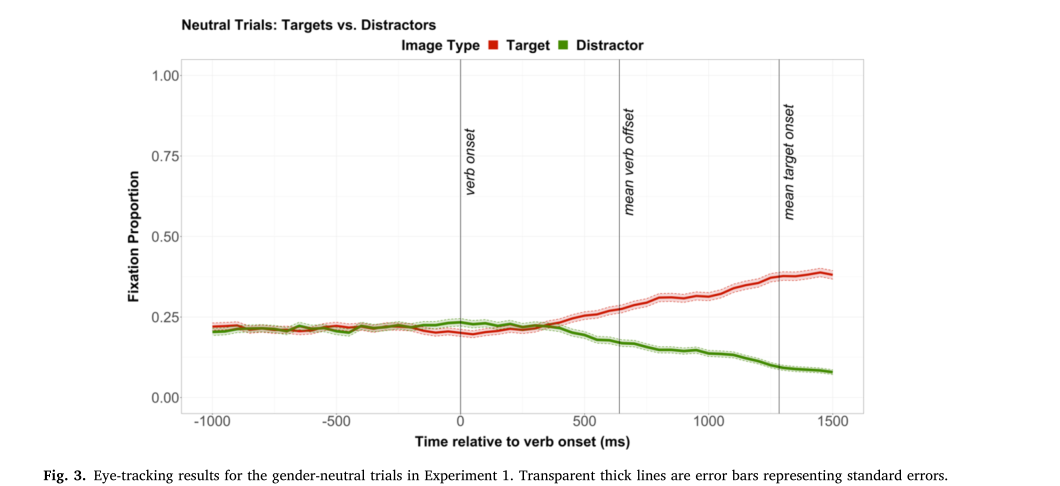 Neutral Trials: Targets vs. Distractors
Image Type Target Distractor
1.00
0.75
0.50
0.25
0.00
Fixation Proportion
verb onset
mean verb offset
mean target onset
-1000 -500 0 500 1000 1500
Time relative to verb onset (ms)
Fig. 3. Eye-tracking results for the gender-neutral trials in Experiment 1. Transparent thick lines are error bars representing standard errors.